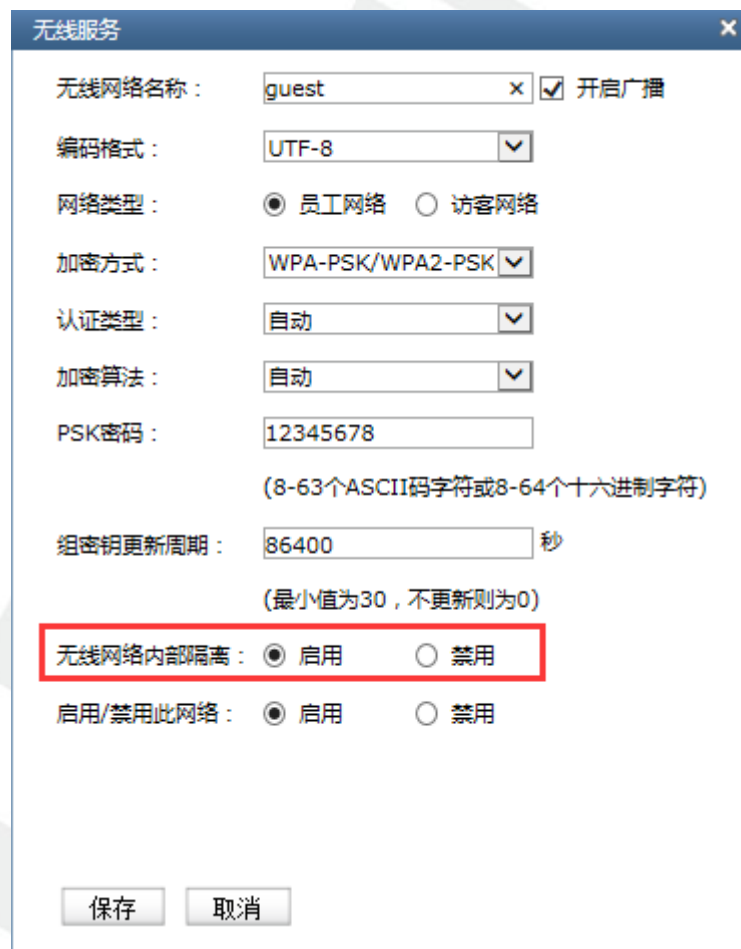 无线服务
无线网络名称： guest 开启广播
编码格式： UTF-8
网络类型： 员工网络 访客网络
加密方式： WPA-PSK/WPA2-PSK
认证类型： 自动
加密算法： 自动
PSK密码： 12345678
(8-63个ASCII码字符或8-64个十六进制字符)
组密钥更新周期： 86400 秒
(最小值为30，不更新则为0)
无线网络内部隔离： 启用 禁用
启用/禁用此网络： 启用 禁用
保存 取消